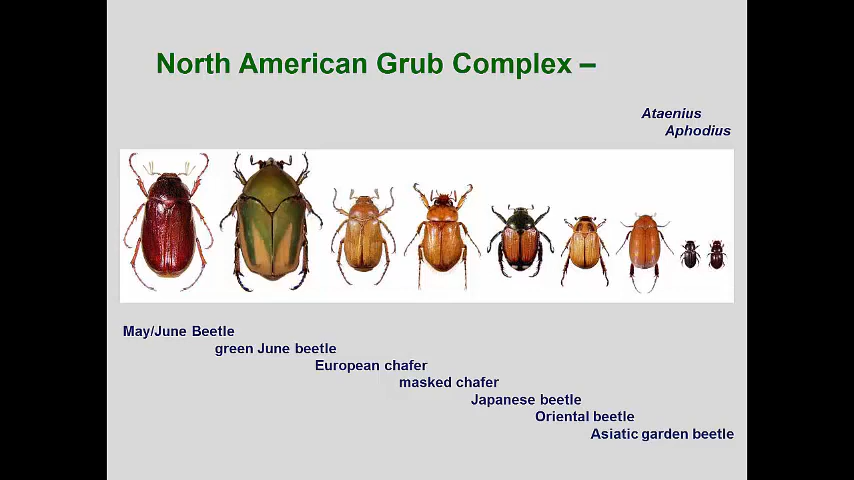 North American Grub Complex –
Ataenius
Aphodius
May/June Beetle
green June beetle
European chafer
masked chafer
Japanese beetle
Oriental beetle
Asiatic garden beetle